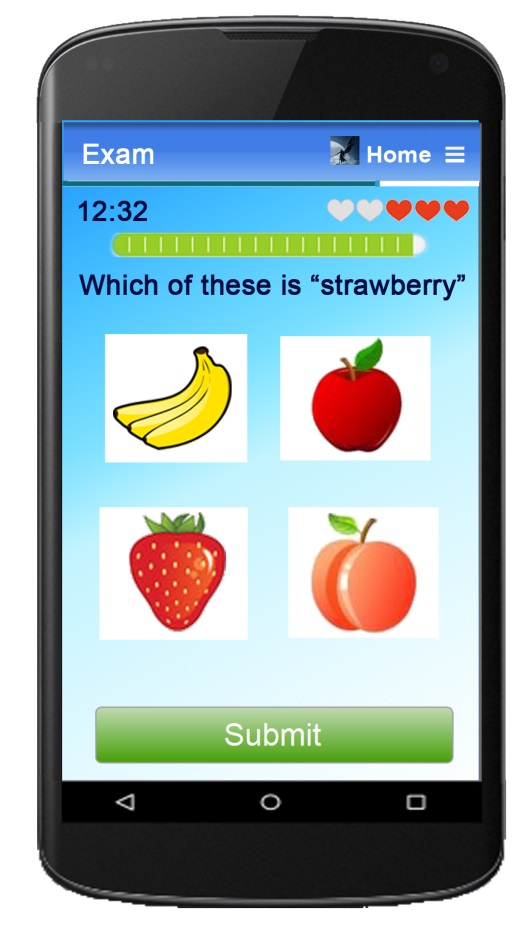 Exam
Home
12:32
Which of these is “strawberry”
Submit